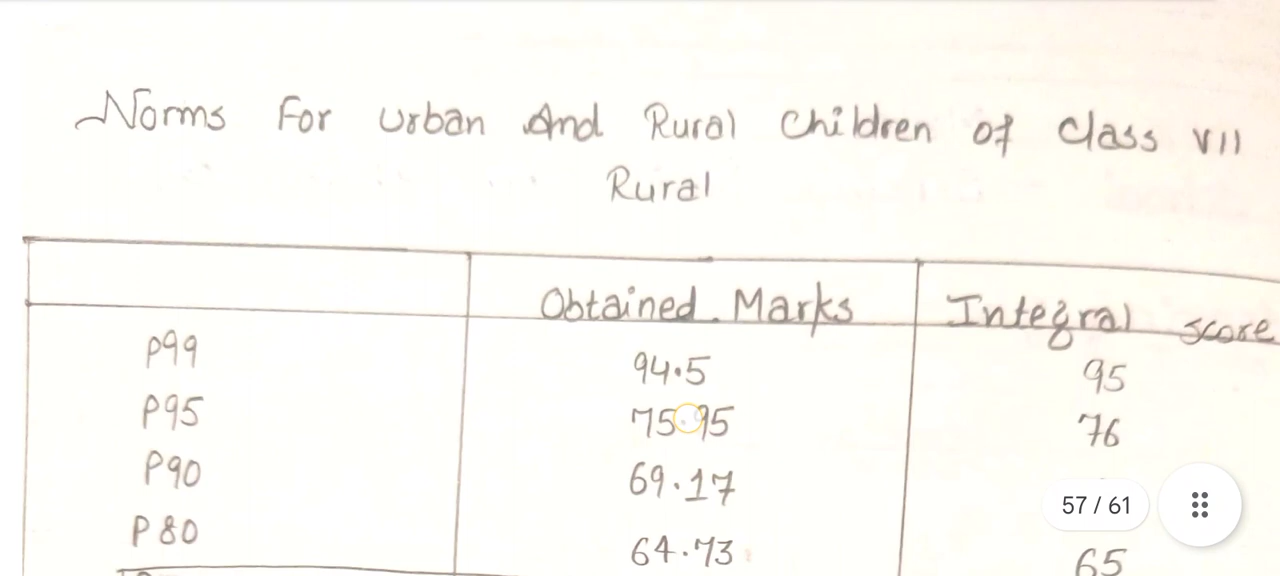 Norms For Urban And Rural Children of Class VII
Rural
Obtained Marks Integral score
P99 94.5 95
P95 75.95 76
P90 69.17
P80 64.73 65
57 / 61